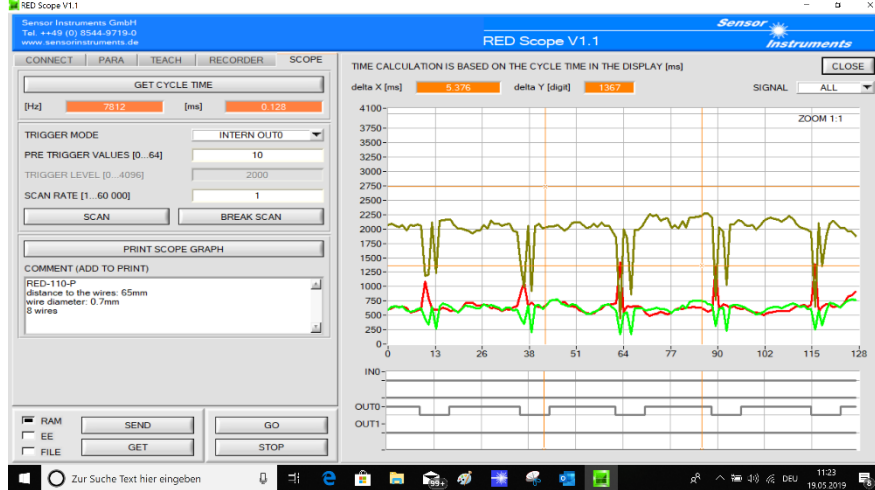 RED Scope V1.1
Sensor Instruments GmbH
Tel. ++49 (0) 8544-9719-0
www.sensorinstruments.de
RED Scope V1.1
Sensor
Instruments
CONNECT PARA TEACH RECORDER SCOPE
GET CYCLE TIME
[Hz] 7812 [ms] 0.128
TRIGGER MODE INTERN OUT0
PRE TRIGGER VALUES [0...64] 10
TRIGGER LEVEL [0...4096] 2000
SCAN RATE [1...60 000] 1
SCAN BREAK SCAN
PRINT SCOPE GRAPH
COMMENT (ADD TO PRINT)
RED-110-P
distance to the wires: 65mm
wire diameter: 0.7mm
8 wires
RAM
EE
FILE
SEND GO
GET STOP
TIME CALCULATION IS BASED ON THE CYCLE TIME IN THE DISPLAY [ms]
CLOSE
delta X [ms] 5.376 delta Y [digit] 1367 SIGNAL ALL
ZOOM 1:1
4100
3750
3500
3250
3000
2750
2500
2250
2000
1750
1500
1250
1000
750
500
250
0
0 13 26 38 51 64 77 90 102 115 128
IN0
OUT0
OUT1
Zur Suche Text hier eingeben
99+
DEU
11:23
19.05.2019
8